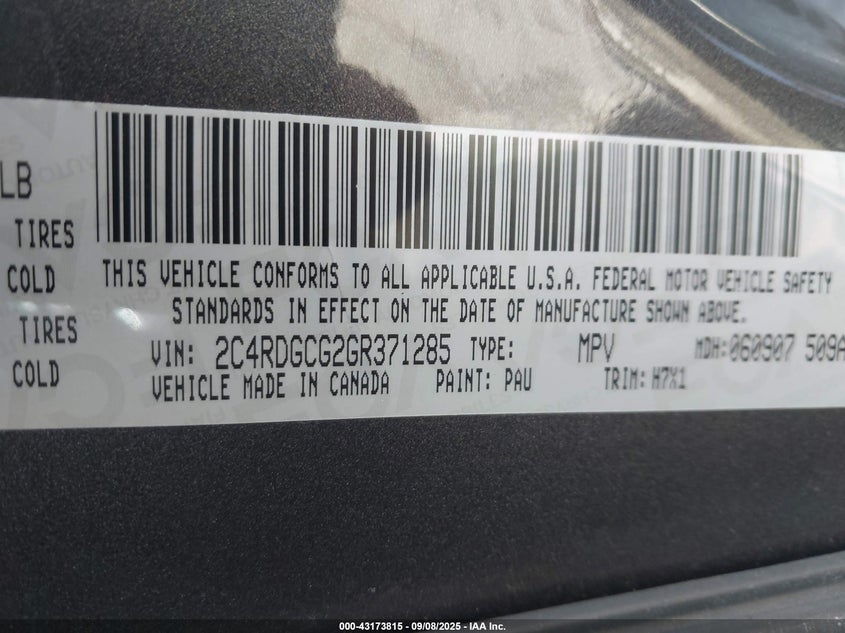 LB
TIRES
COLD
TIRES
COLD
THIS VEHICLE CONFORMS TO ALL APPLICABLE U.S.A. FEDERAL MOTOR VEHICLE SAFETY
STANDARDS IN EFFECT ON THE DATE OF MANUFACTURE SHOWN ABOVE.
VIN: 2C4RDGCG2GR371285 TYPE: MPV MDH:060907 509A
VEHICLE MADE IN CANADA PAINT: PAU TRIM: H7X1
000-43173815 - 09/08/2025 - IAA Inc.